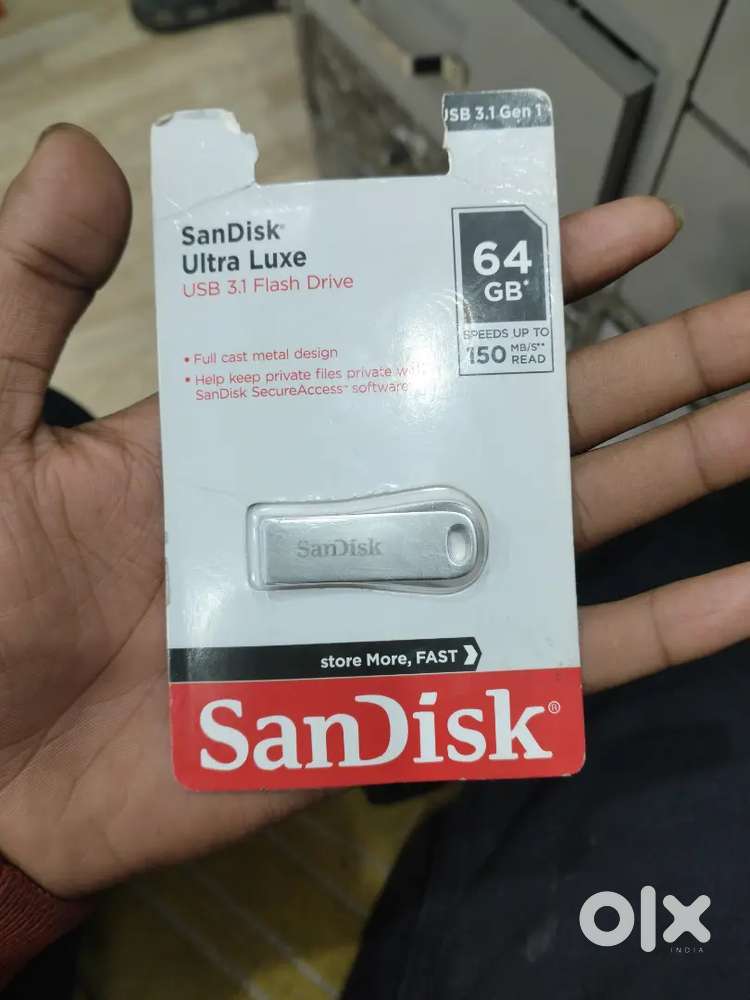 USB 3.1 Gen 1
SanDisk®
Ultra Luxe
USB 3.1 Flash Drive
64
GB*
SPEEDS UP TO
150 MB/S**
READ
• Full cast metal design
• Help keep private files private with
SanDisk SecureAccess™ software
SanDisk
store More, FAST
SanDisk®
olx
INDIA